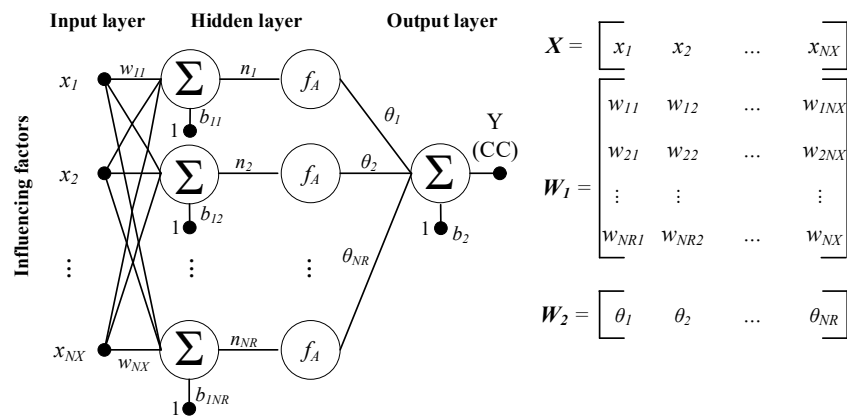 Input layer Hidden layer Output layer
Influencing factors
x1 w11 Σ n1 fA θ1
1 b11
x2 Σ n2 fA θ2 Σ Y
(CC)
1 b12 1 b2
⋮ ⋮ ⋮ θNR
xNX wNX Σ nNR fA
1 b1NR
X = x1 x2 ... xNX
W1 = w11 w12 ... w1NX
w21 w22 ... w2NX
⋮ ⋮ ... ⋮
wNR1 wNR2 ... wNX
W2 = θ1 θ2 ... θNR